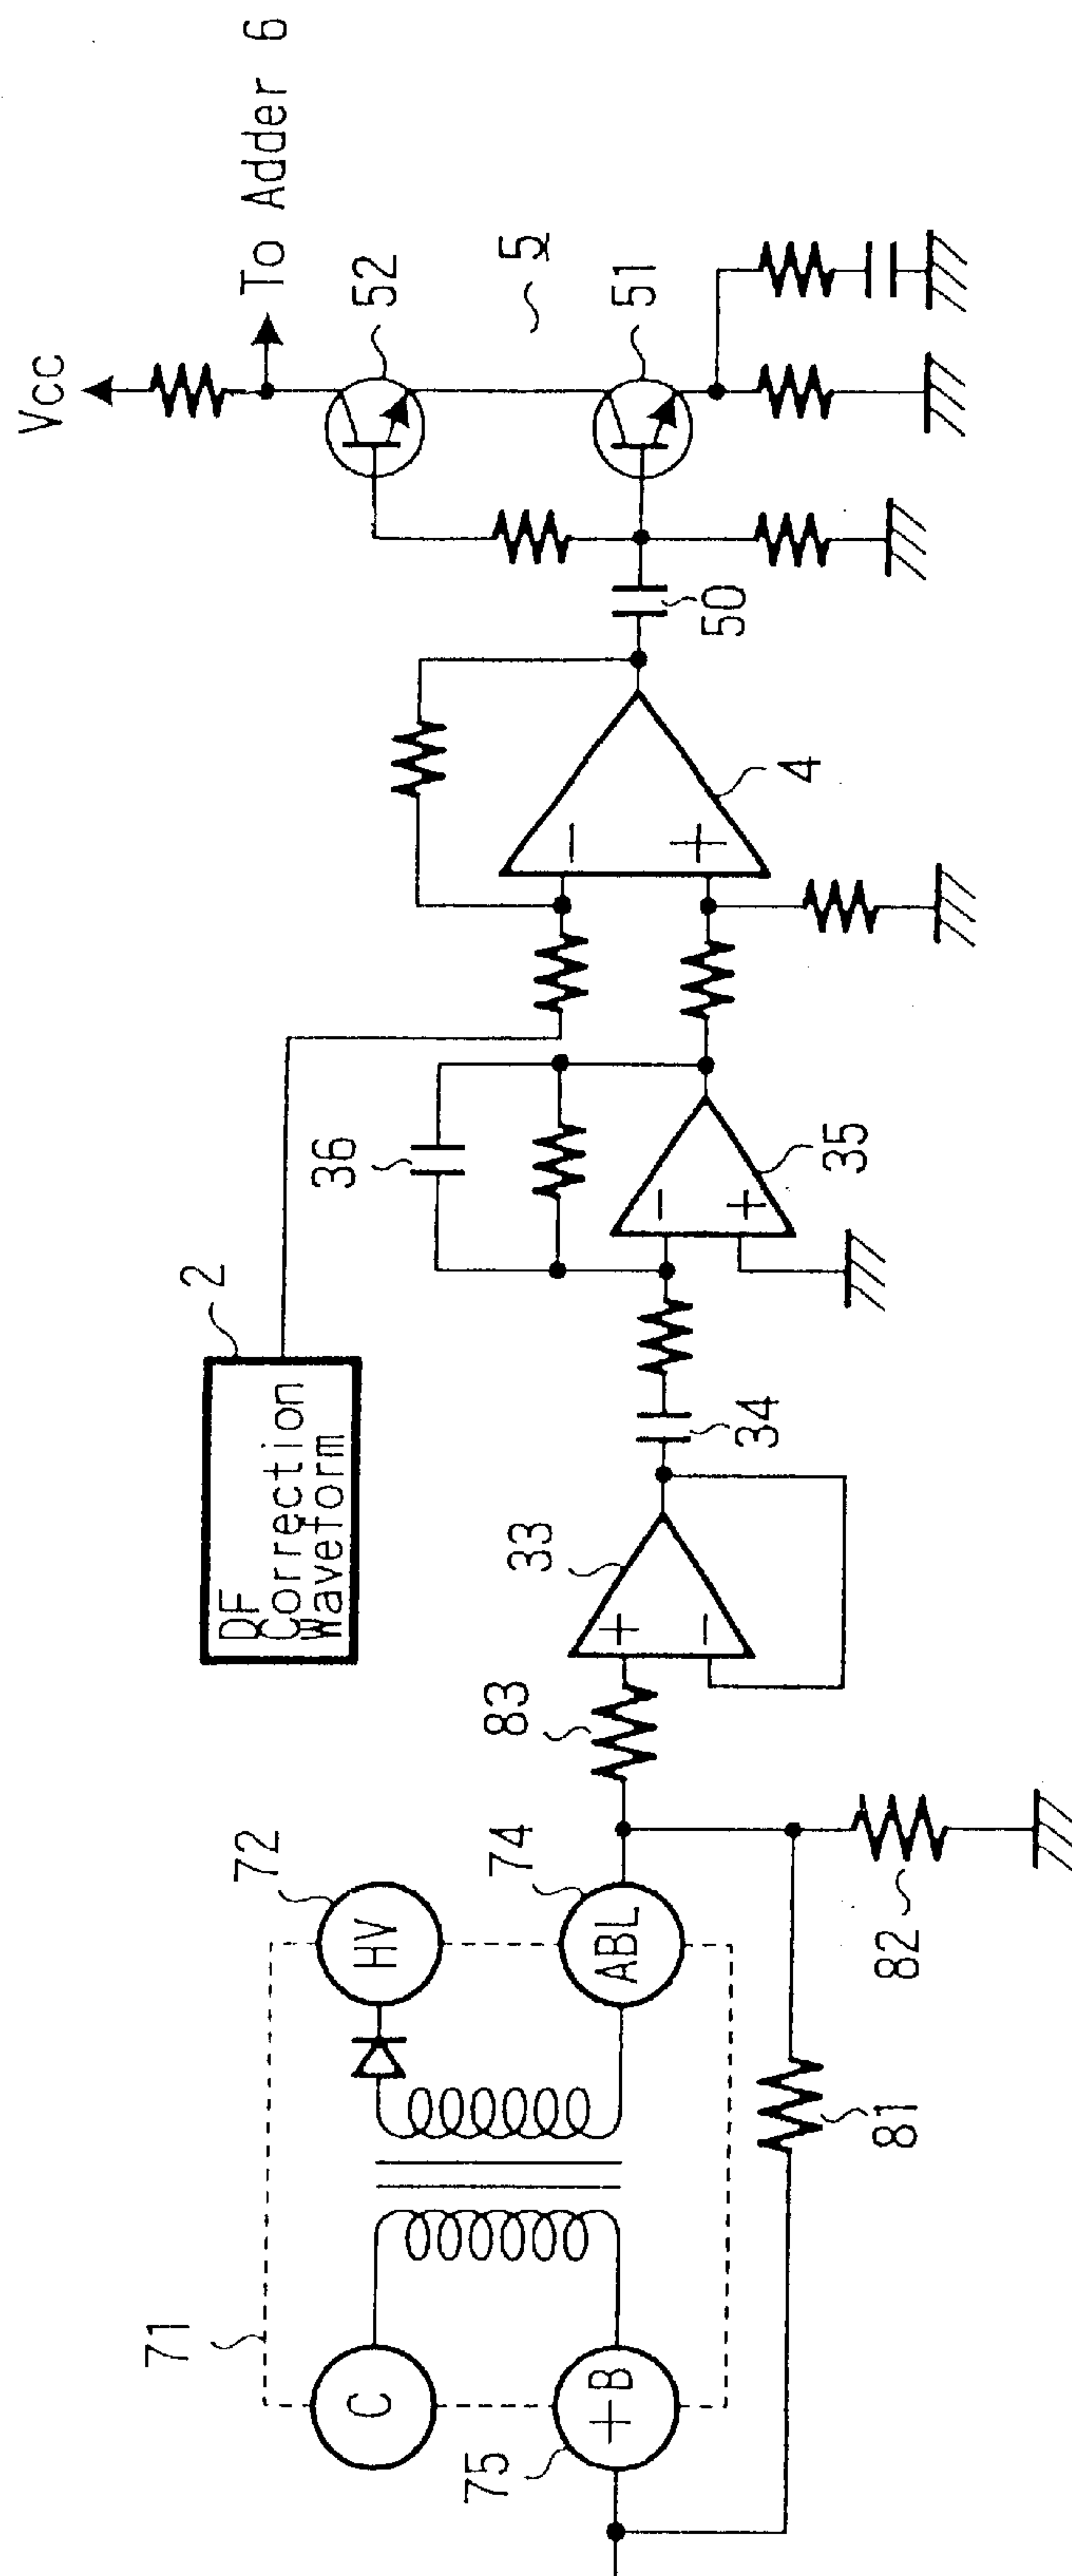 Vcc
To Adder 6
52
5
51
50
4
36
35
2
DF
Correction
Waveform
34
33
83
72
HV
74
ABL
82
81
71
C
75
+B
+
-
-
+
-
+